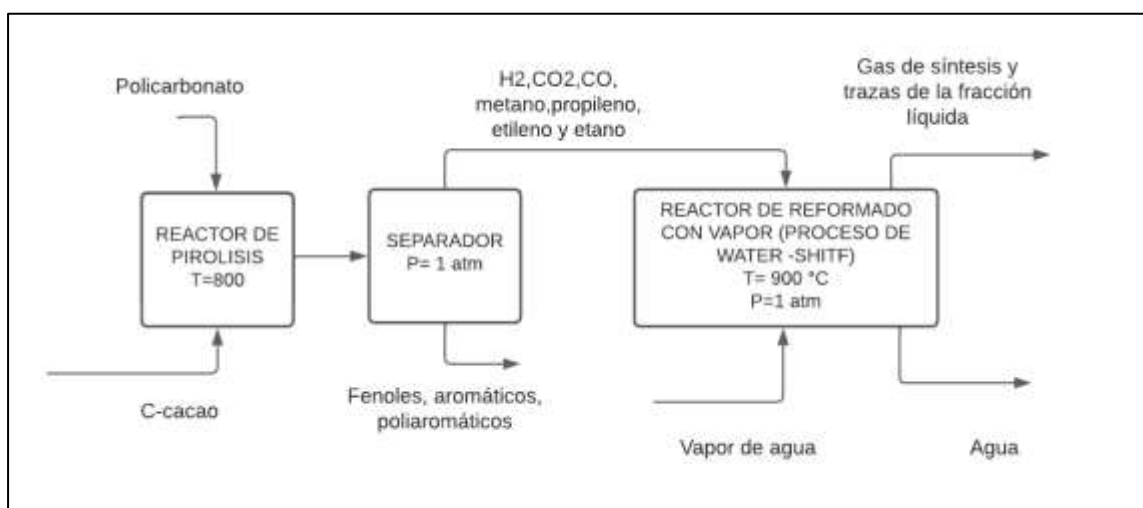 Policarbonato
H2,CO2,CO,
metano,propileno,
etileno y etano
Gas de síntesis y
trazas de la fracción
líquida
REACTOR DE
PIROLISIS
T=800
SEPARADOR
P= 1 atm
REACTOR DE REFORMADO
CON VAPOR (PROCESO DE
WATER -SHITF)
T= 900 °C
P=1 atm
C-cacao
Fenoles, aromáticos,
poliaromáticos
Vapor de agua
Agua